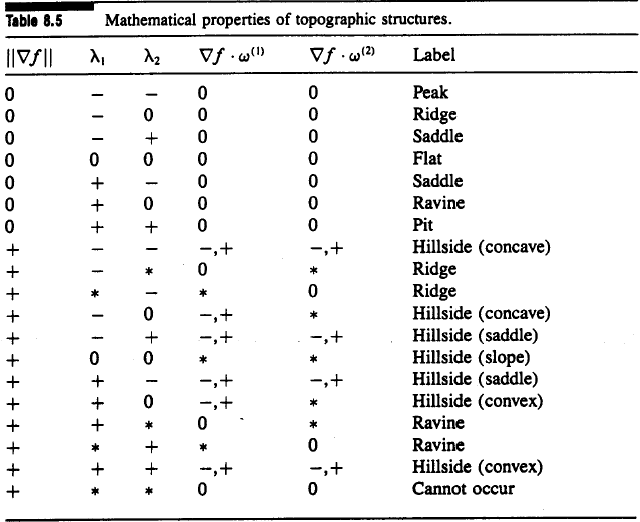 Table 8.5 Mathematical properties of topographic structures.
||∇f|| λ₁ λ₂ ∇f · ω⁽¹⁾ ∇f · ω⁽²⁾ Label
0 − − 0 0 Peak
0 − 0 0 0 Ridge
0 − + 0 0 Saddle
0 0 0 0 0 Flat
0 + − 0 0 Saddle
0 + 0 0 0 Ravine
0 + + 0 0 Pit
+ − − −,+ −,+ Hillside (concave)
+ − * 0 * Ridge
+ * − * 0 Ridge
+ − 0 −,+ * Hillside (concave)
+ − + −,+ −,+ Hillside (saddle)
+ 0 0 * * Hillside (slope)
+ + − −,+ −,+ Hillside (saddle)
+ + 0 −,+ * Hillside (convex)
+ + * 0 * Ravine
+ * + * 0 Ravine
+ + + −,+ −,+ Hillside (convex)
+ * * 0 0 Cannot occur